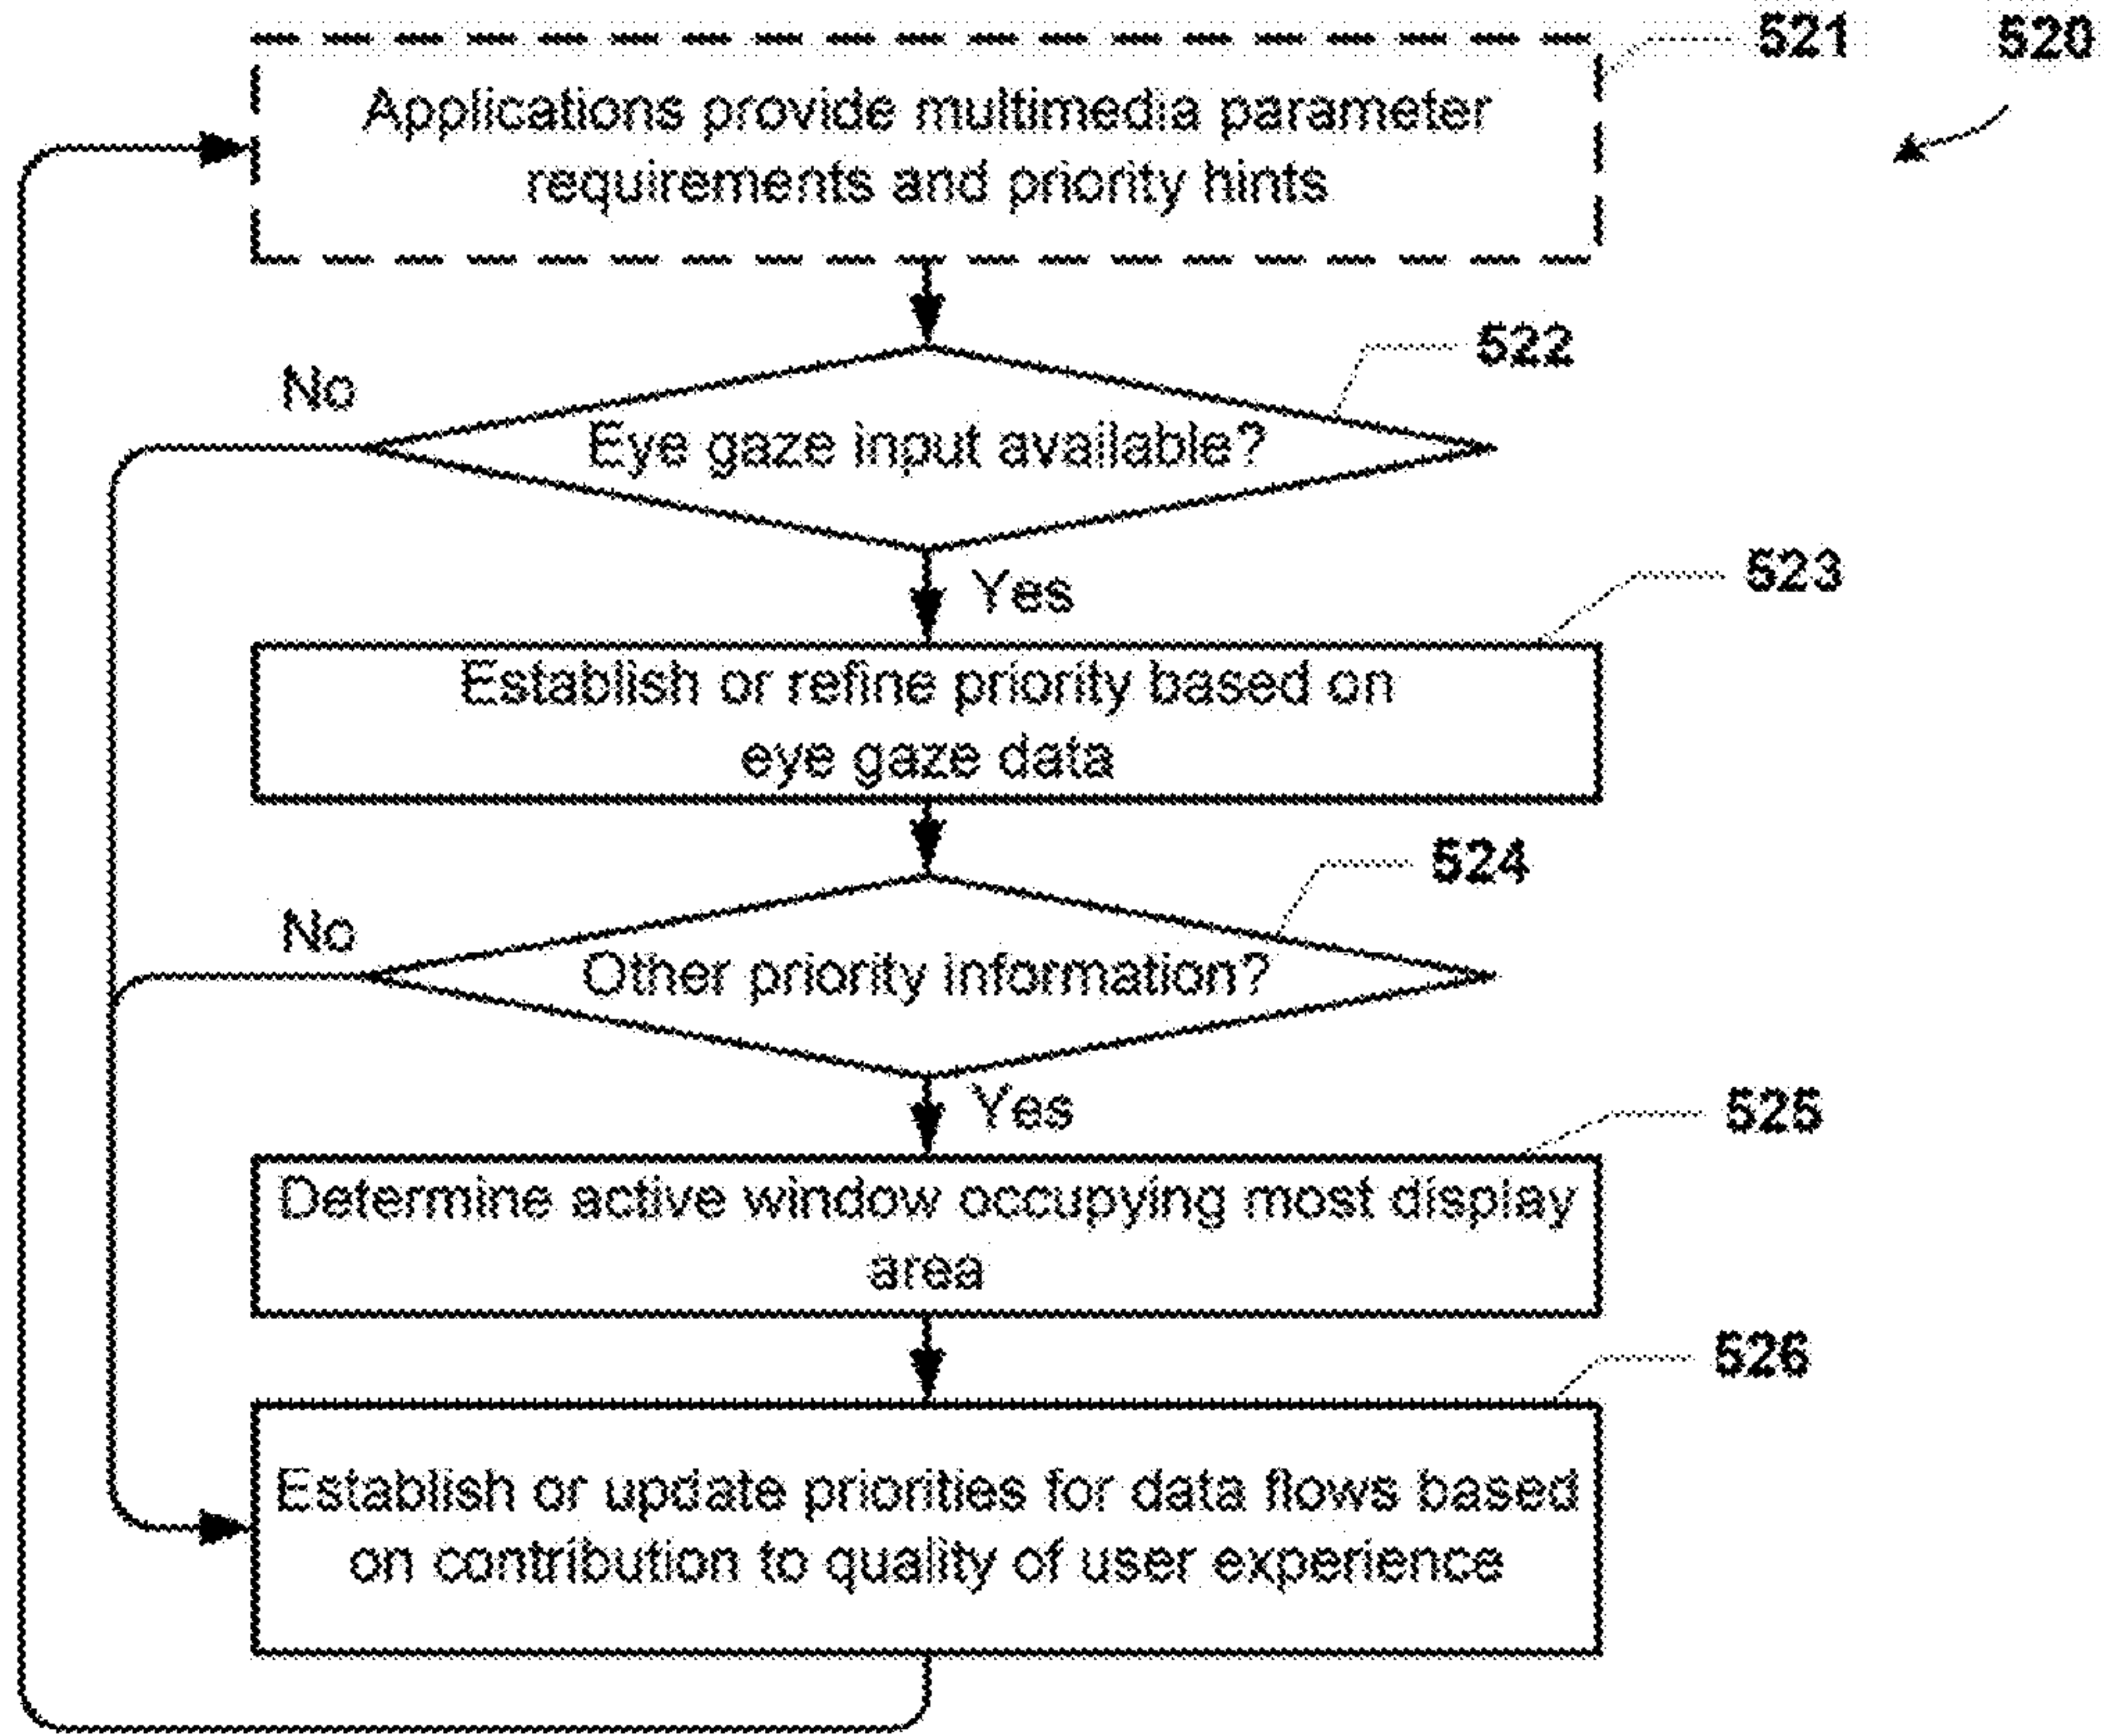 521
520
Applications provide multimedia parameter
requirements and priority hints
522
No
Eye gaze input available?
Yes
523
Establish or refine priority based on
eye gaze data
524
No
Other priority information?
Yes
525
Determine active window occupying most display
area
526
Establish or update priorities for data flows based
on contribution to quality of user experience